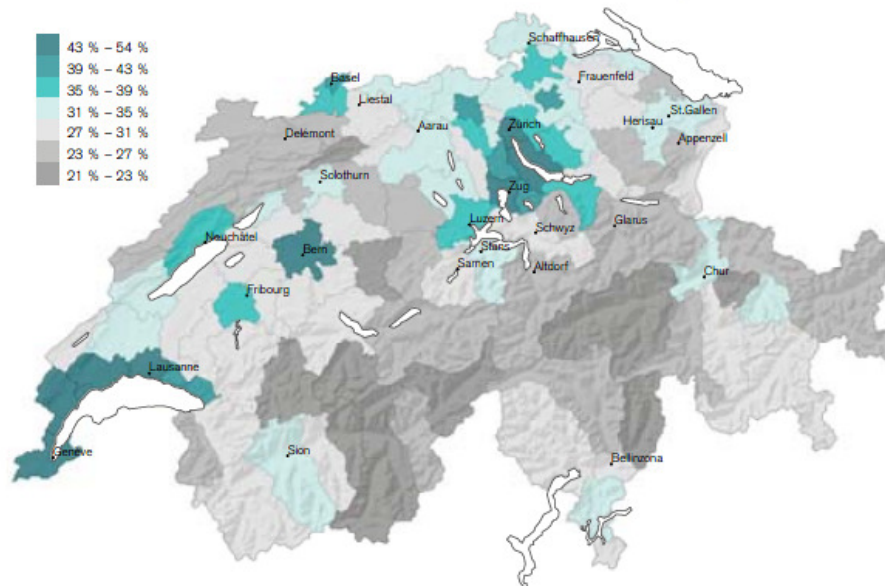 43 % – 54 %
39 % – 43 %
35 % – 39 %
31 % – 35 %
27 % – 31 %
23 % – 27 %
21 % – 23 %
Schaffhausen
Basel
Frauenfeld
Liestal
St.Gallen
Aarau
Zürich
Herisau
Delemont
Appenzell
Solothurn
Zug
Luzern
Glarus
Neuchâtel
Schwyz
Bern
Stans
Sarnen
Altdorf
Chur
Fribourg
Lausanne
Sion
Genève
Bellinzona